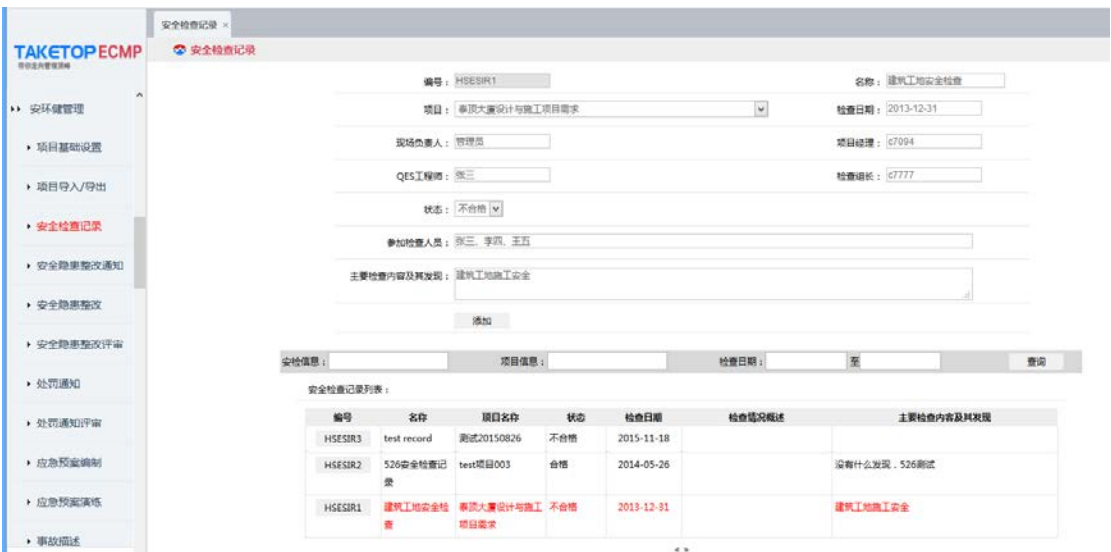 安全检查记录 ×
TAKETOP ECMP
安全检查记录
编号： HSESIR1 名称： 建筑工地安全检查
安环健管理
项目： 泰顶大厦设计与施工项目需求 检查日期： 2013-12-31
项目基础设置
现场负责人： 管理员 项目经理： c7094
项目导入/导出
QES工程师： 张三 检查组长： c7777
安全检查记录
状态： 不合格
参加检查人员： 张三、李四、王五
安全隐患整改通知
主要检查内容及其发现： 建筑工地施工安全
安全隐患整改
添加
安全隐患整改评审
安检信息： 项目信息： 检查日期： 至 查询
处罚通知
安全检查记录列表：
处罚通知评审
编号 名称 项目名称 状态 检查日期 检查情况概述 主要检查内容及其发现
HSESIR3 test record 测试20150826 不合格 2015-11-18
应急预案编制
HSESIR2 526安全检查记录 test项目003 合格 2014-05-26 没有什么发现，526测试
应急预案演练
HSESIR1 建筑工地安全检查 泰顶大厦设计与施工项目需求 不合格 2013-12-31 建筑工地施工安全
事故描述